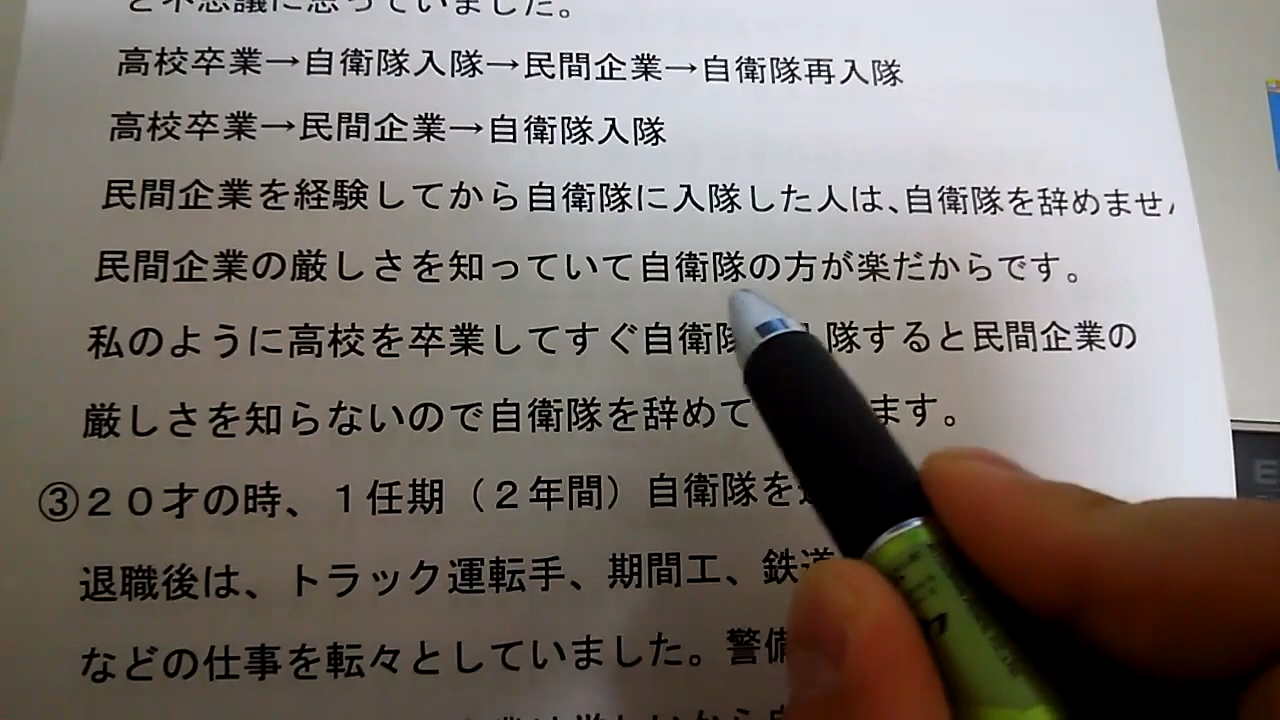 と不思議に思っていました。
高校卒業→自衛隊入隊→民間企業→自衛隊再入隊
高校卒業→民間企業→自衛隊入隊
民間企業を経験してから自衛隊に入隊した人は、自衛隊を辞めませ
民間企業の厳しさを知っていて自衛隊の方が楽だからです。
私のように高校を卒業してすぐ自衛隊 隊すると民間企業の
厳しさを知らないので自衛隊を辞めて ます。
③20才の時、1任期(2年間)自衛隊を
退職後は、トラック運転手、期間工、鉄道
などの仕事を転々としていました。警備